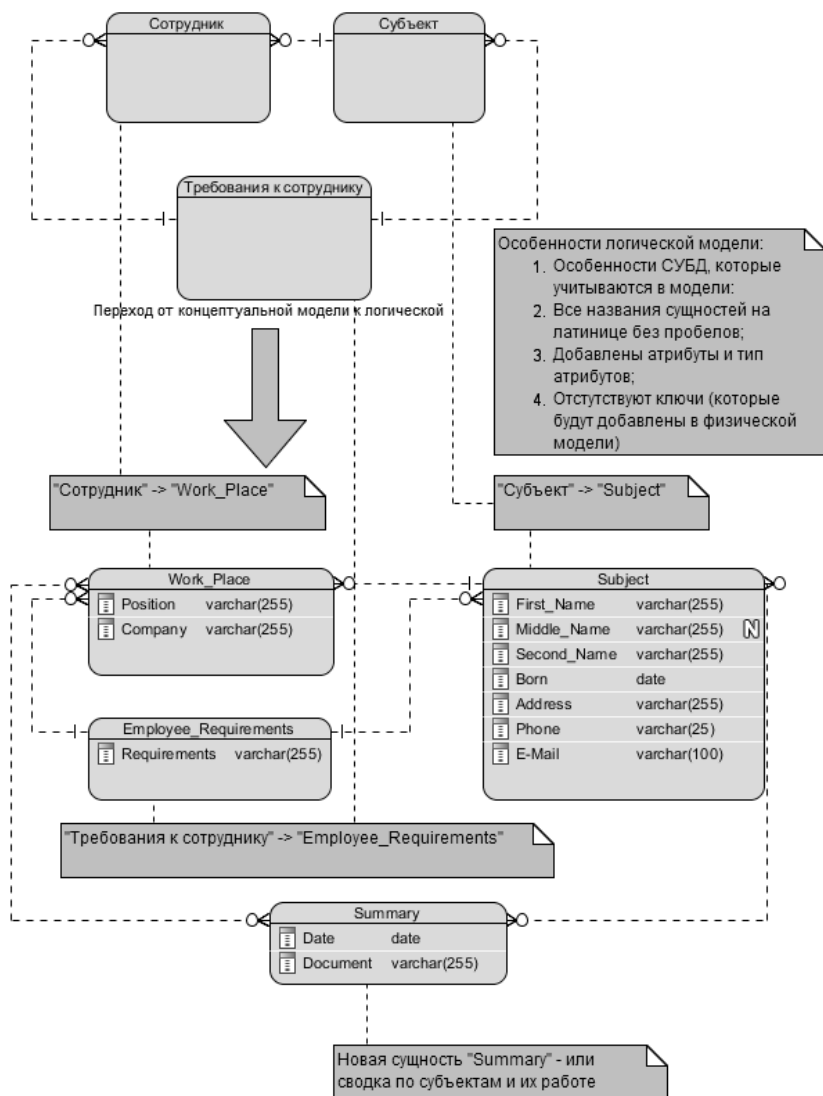 Сотрудник
Субъект
Требования к сотруднику
Особенности логической модели:
1. Особенности СУБД, которые
учитываются в модели:
2. Все названия сущностей на
латинице без пробелов;
3. Добавлены атрибуты и тип
атрибутов;
4. Отстутствуют ключи (которые
будут добавлены в физической
модели)
Переход от концептуальной модели к логической
"Сотрудник" -> "Work_Place"
"Субъект" -> "Subject"
Work_Place
Position varchar(255)
Company varchar(255)
Subject
First_Name varchar(255)
Middle_Name varchar(255) N
Second_Name varchar(255)
Born date
Address varchar(255)
Phone varchar(25)
E-Mail varchar(100)
Employee_Requirements
Requirements varchar(255)
"Требования к сотруднику" -> "Employee_Requirements"
Summary
Date date
Document varchar(255)
Новая сущность "Summary" - или
сводка по субъектам и их работе